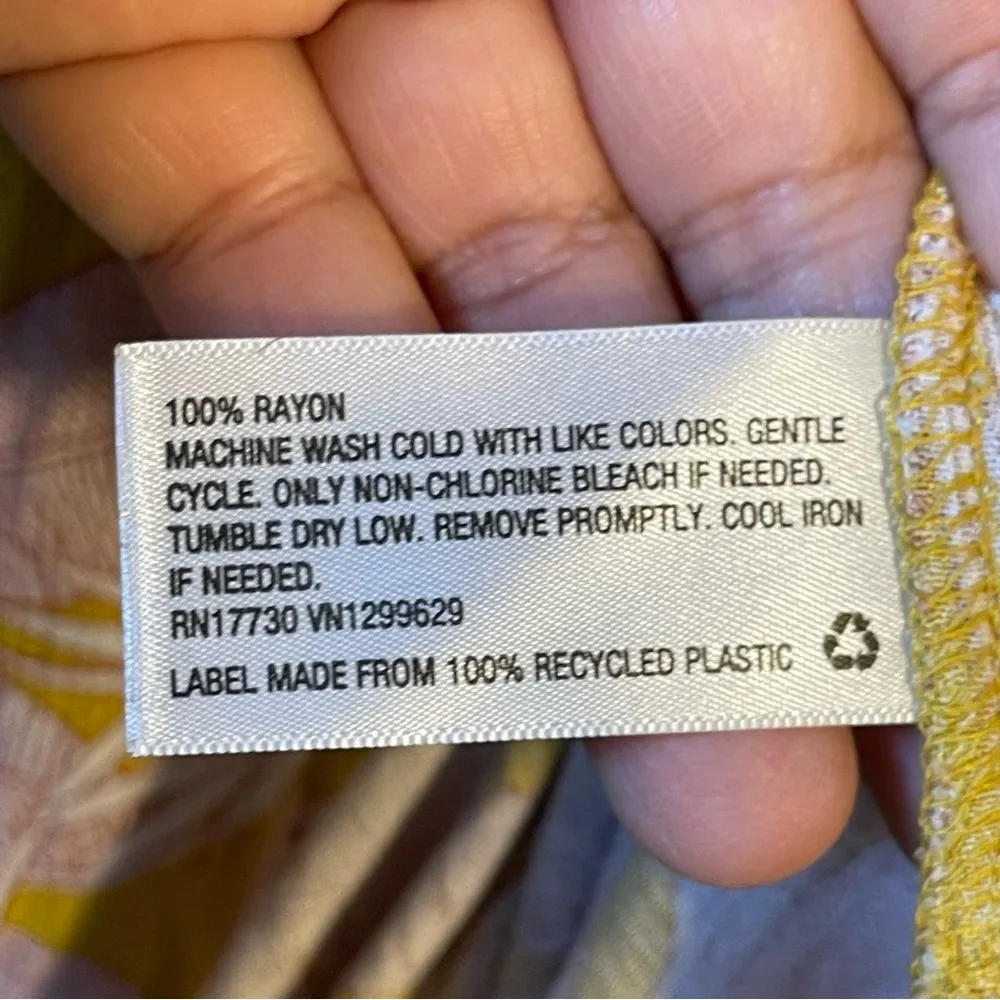 100% RAYON
MACHINE WASH COLD WITH LIKE COLORS. GENTLE
CYCLE. ONLY NON-CHLORINE BLEACH IF NEEDED.
TUMBLE DRY LOW. REMOVE PROMPTLY. COOL IRON
IF NEEDED.
RN17730 VN1299629
LABEL MADE FROM 100% RECYCLED PLASTIC